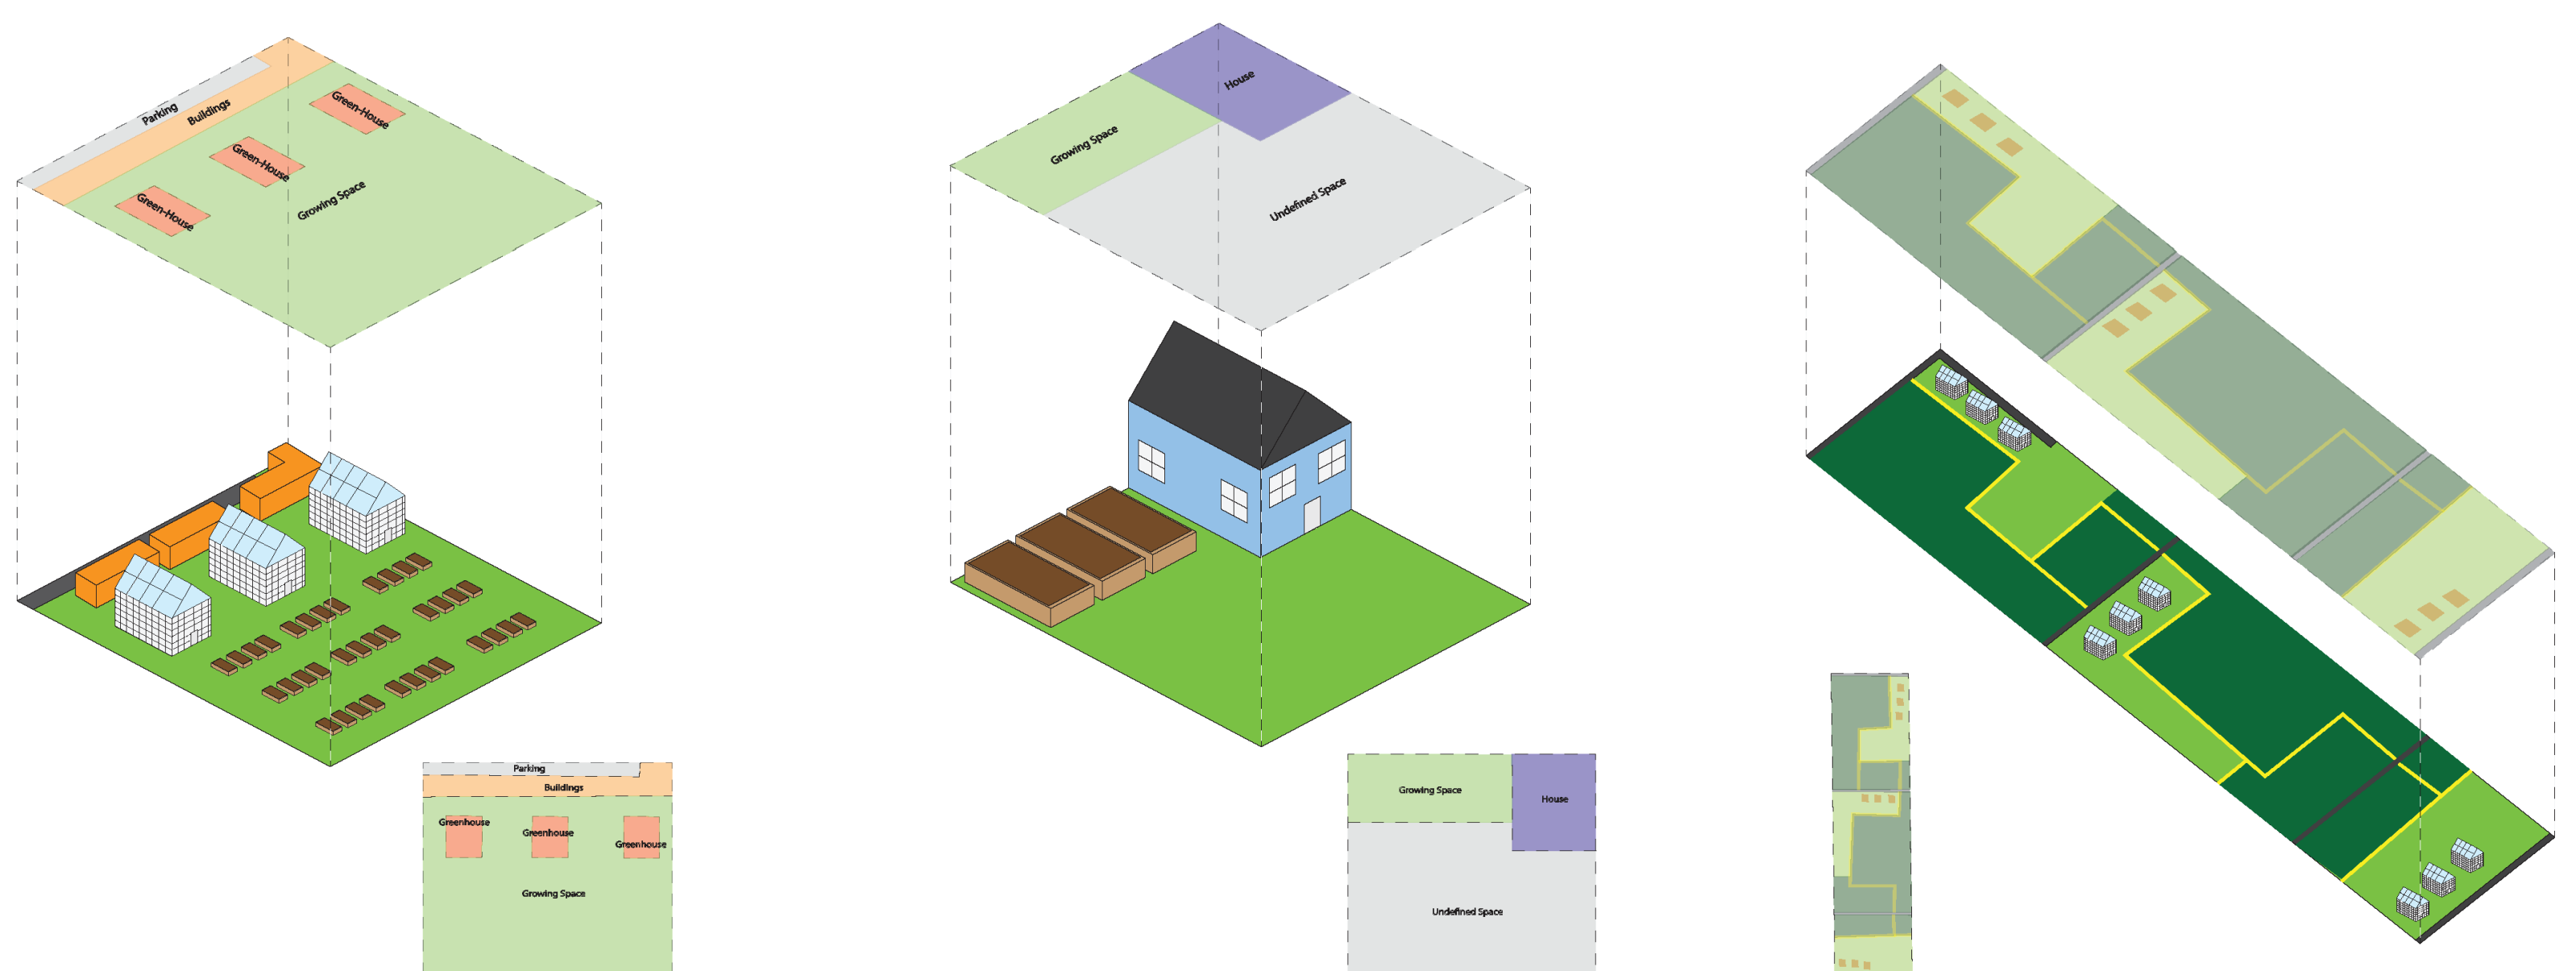 Parking
Buildings
Green-House
Green-House
Green-House
Growing Space
House
Growing Space
Undefined Space
Parking
Buildings
Greenhouse
Greenhouse
Greenhouse
Growing Space
Growing Space
House
Undefined Space